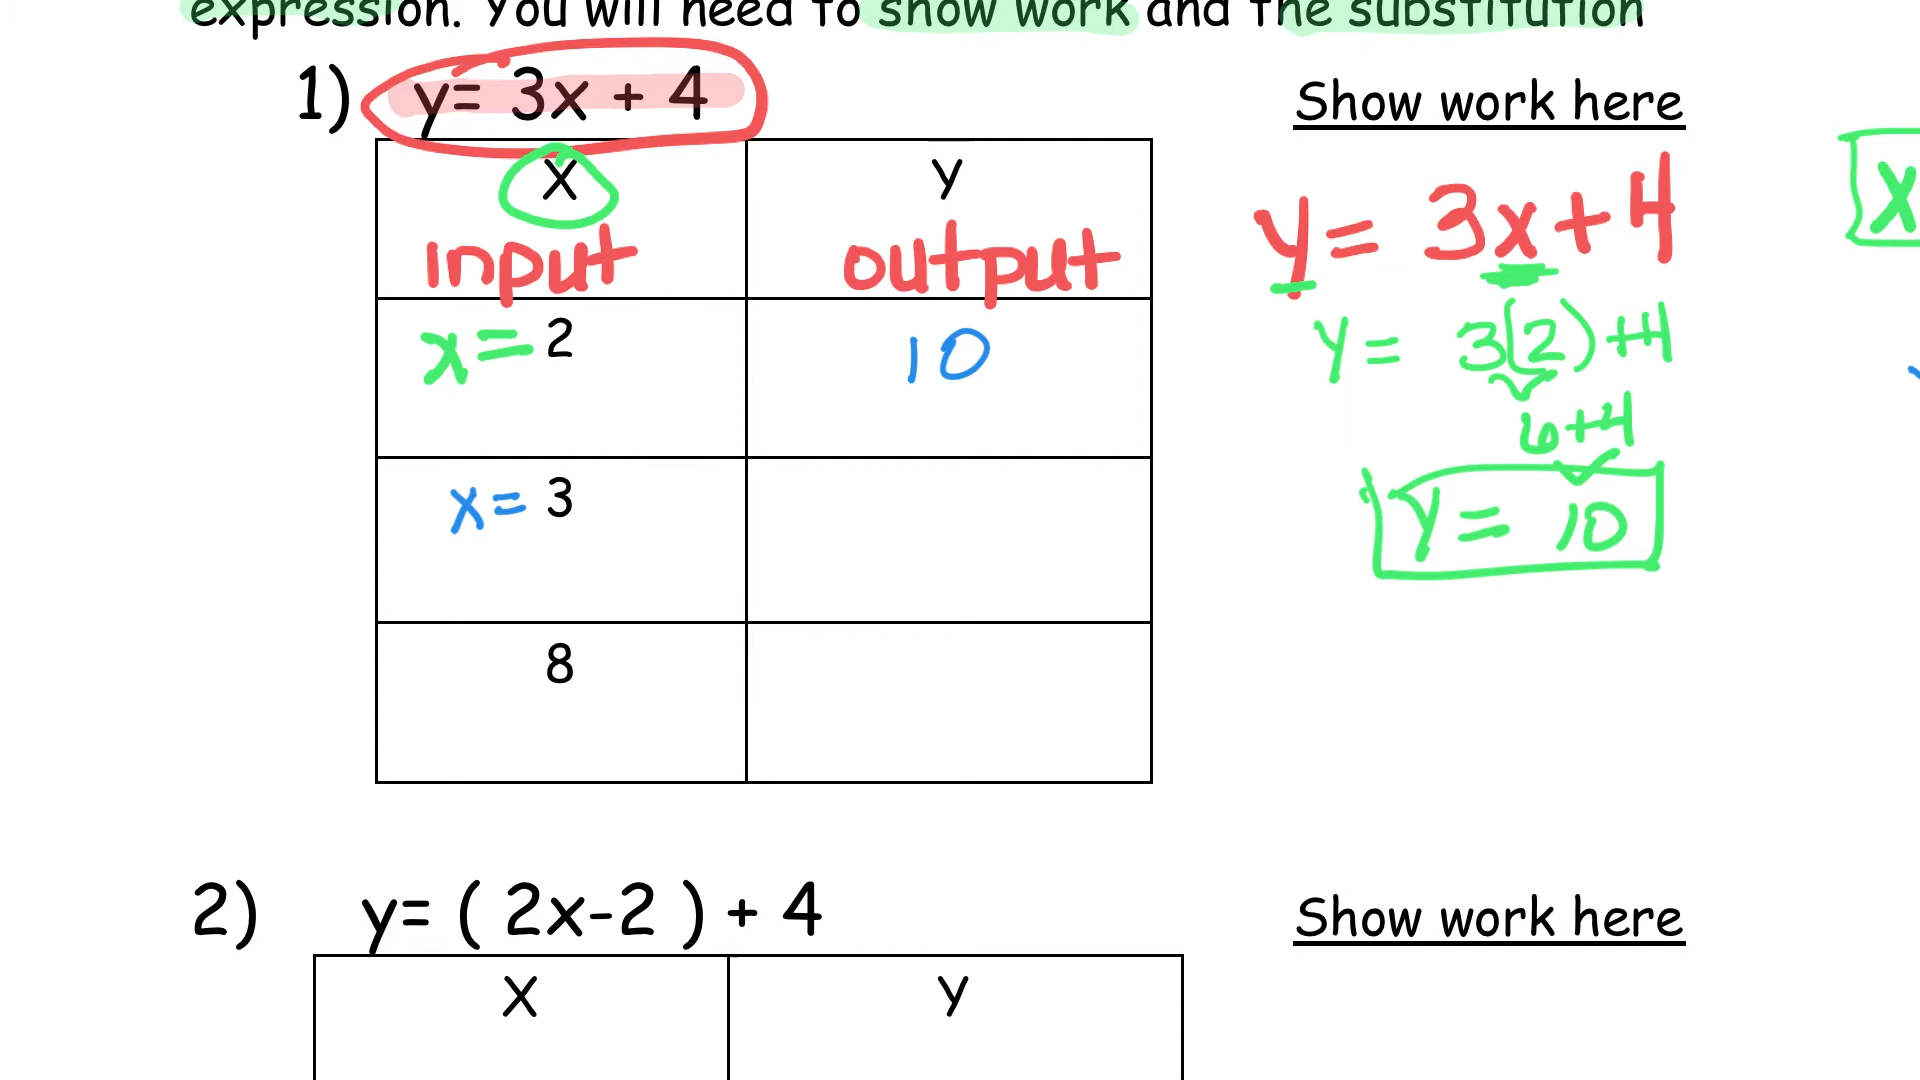 expression. You will need to show work and the substitution
1) y= 3x + 4
Show work here
x y
input output
y = 3x+4
x
x= 2 10
y = 3(2)+4
6+4
y = 10
x= 3
8
2) y= ( 2x-2 ) + 4
Show work here
x y